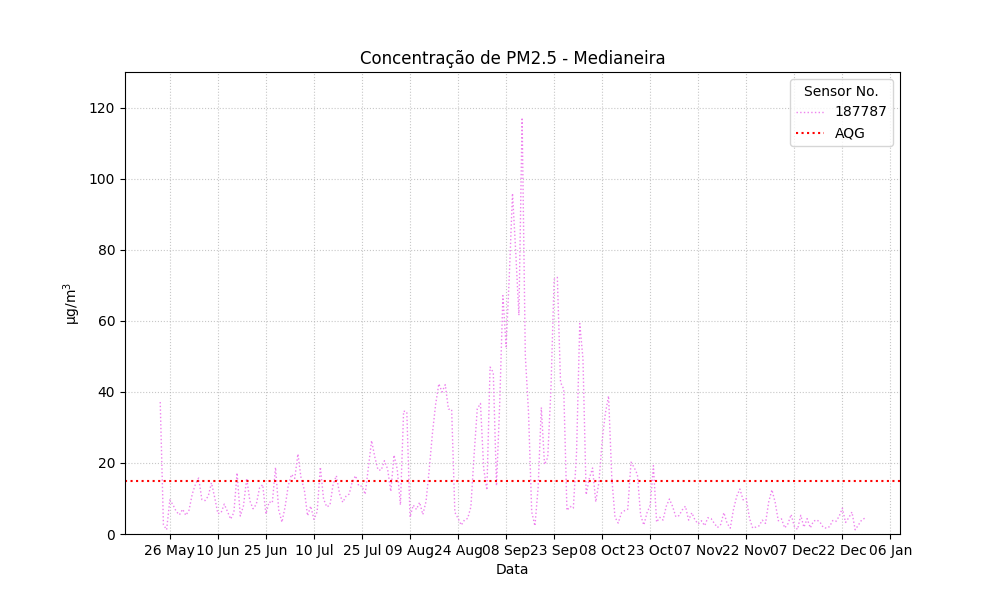 Concentração de PM2.5 - Medianeira
Sensor No.
187787
AQG
120
100
80
60
40
20
0
µg/m³
26 May 10 Jun 25 Jun 10 Jul 25 Jul 09 Aug 24 Aug 08 Sep 23 Sep 08 Oct 23 Oct 07 Nov 22 Nov 07 Dec 22 Dec 06 Jan
Data